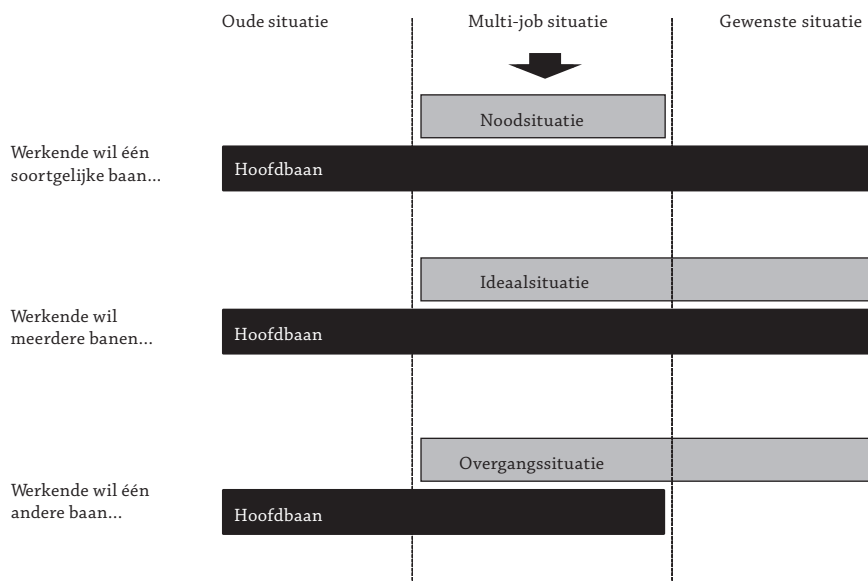 Oude situatie
Multi-job situatie
Gewenste situatie
Noodsituatie
Werkende wil één
soortgelijke baan...
Hoofdbaan
Ideaalsituatie
Werkende wil
meerdere banen...
Hoofdbaan
Overgangssituatie
Werkende wil één
andere baan...
Hoofdbaan